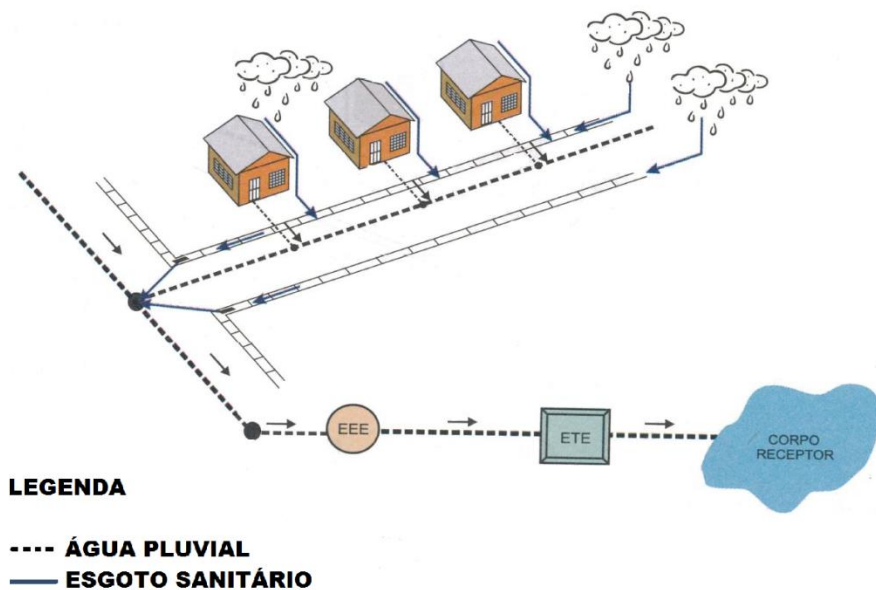 EEE
ETE
CORPO
RECEPTOR
LEGENDA
ÁGUA PLUVIAL
ESGOTO SANITÁRIO